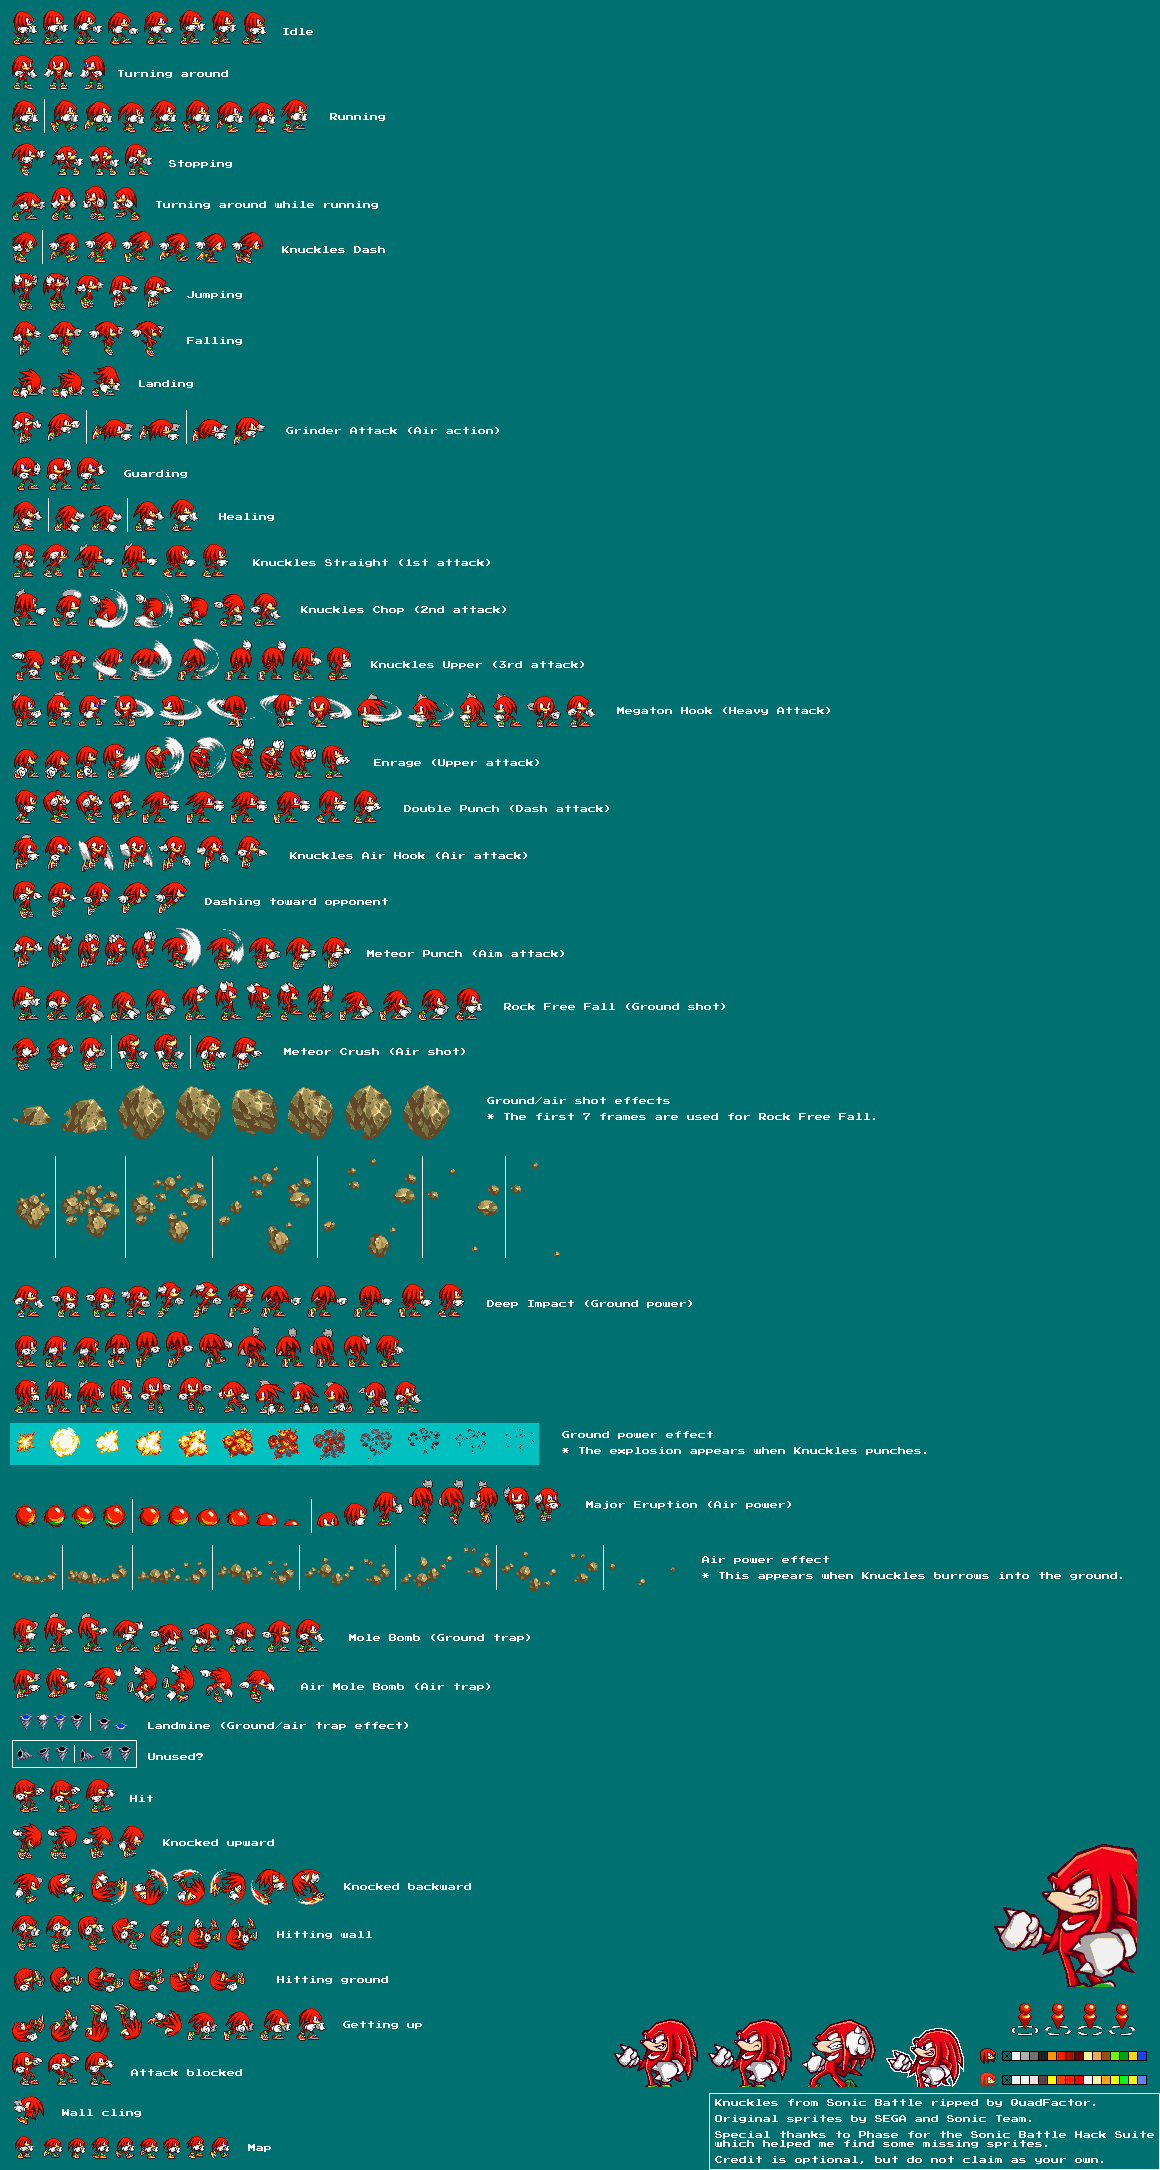 Idle
Turning around
Running
Stopping
Turning around while running
Knuckles Dash
Jumping
Falling
Landing
Grinder Attack (Air action)
Guarding
Healing
Knuckles Straight (1st attack)
Knuckles Chop (2nd attack)
Knuckles Upper (3rd attack)
Megaton Hook (Heavy Attack)
Enrage (Upper attack)
Double Punch (Dash attack)
Knuckles Air Hook (Air attack)
Dashing toward opponent
Meteor Punch (Aim attack)
Rock Free Fall (Ground shot)
Meteor Crush (Air shot)
Ground/air shot effects
* The first 7 frames are used for Rock Free Fall.
Deep Impact (Ground power)
Ground power effect
* The explosion appears when Knuckles punches.
Major Eruption (Air power)
Air power effect
* This appears when Knuckles burrows into the ground.
Mole Bomb (Ground trap)
Air Mole Bomb (Air trap)
Landmine (Ground/air trap effect)
Unused?
Hit
Knocked upward
Knocked backward
Hitting wall
Hitting ground
Getting up
Attack blocked
Wall cling
Map
Knuckles from Sonic Battle ripped by QuadFactor.
Original sprites by SEGA and Sonic Team.
Special thanks to Phase for the Sonic Battle Hack Suite
which helped me find some missing sprites.
Credit is optional, but do not claim as your own.